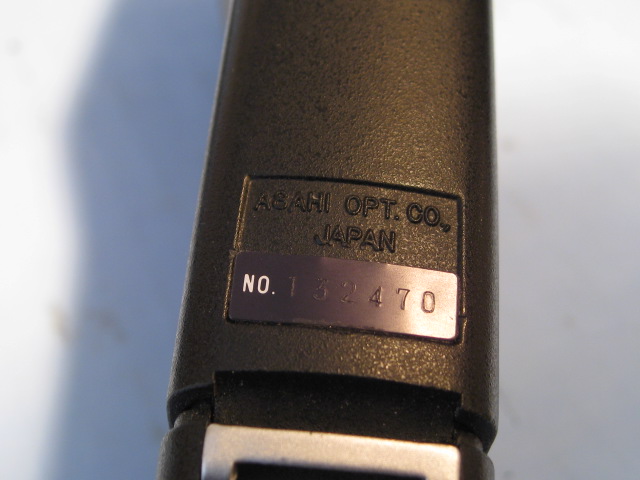 ASAHI OPT. CO.,
JAPAN
NO. 132470